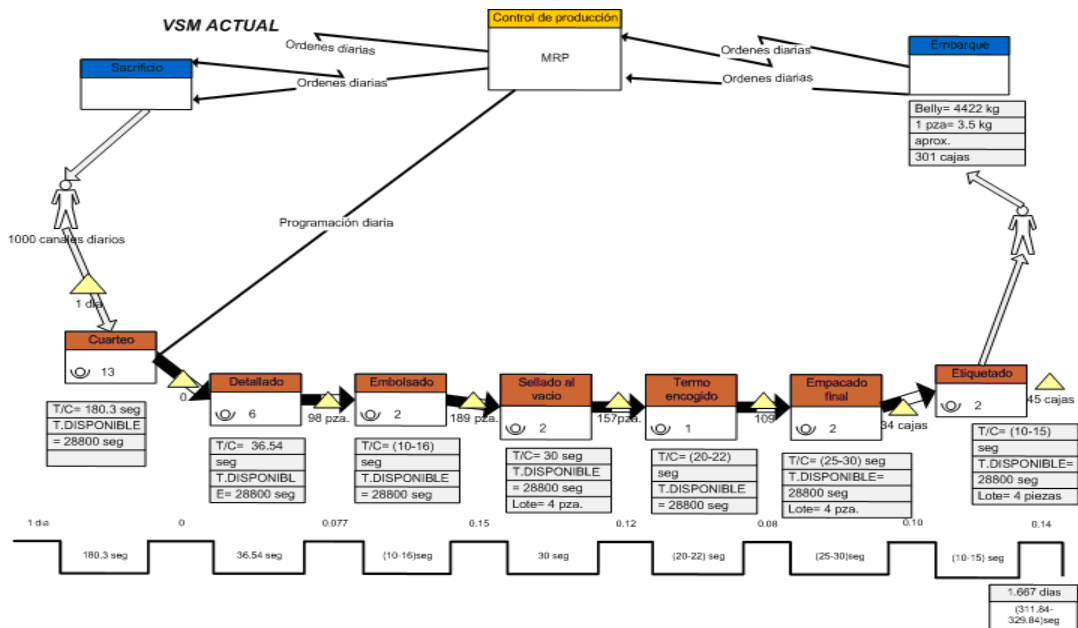 VSM ACTUAL
Control de producción
MRP
Ordenes diarias
Ordenes diarias
Ordenes diarias
Ordenes diarias
Sacrificio
Embarque
Belly= 4422 kg
1 pza= 3.5 kg
aprox.
301 cajas
1000 canales diarios
Programación diaria
1 dia
Cuarteo
13
T/C= 180.3 seg
T.DISPONIBLE
= 28800 seg
0
Detallado
6
T/C= 36.54
seg
T.DISPONIBL
E= 28800 seg
98 pza.
Embolsado
2
T/C= (10-16)
seg
T.DISPONIBLE
= 28800 seg
189 pza.
Sellado al
vacio
2
T/C= 30 seg
T.DISPONIBLE
= 28800 seg
Lote= 4 pza.
157pza.
Termo
encogido
1
T/C= (20-22)
seg
T.DISPONIBLE
= 28800 seg
109
Empacado
final
2
T/C= (25-30) seg
T.DISPONIBLE=
28800 seg
Lote= 4 pza.
34 cajas
Etiquetado
2
T/C= (10-15)
seg
T.DISPONIBLE=
28800 seg
Lote= 4 piezas
45 cajas
1 dia 0 0.077 0.15 0.12 0.08 0.10 0.14
180.3 seg 36.54 seg (10-16)seg 30 seg (20-22) seg (25-30)seg (10-15) seg
1.667 dias
(311.84-
329.84)seg